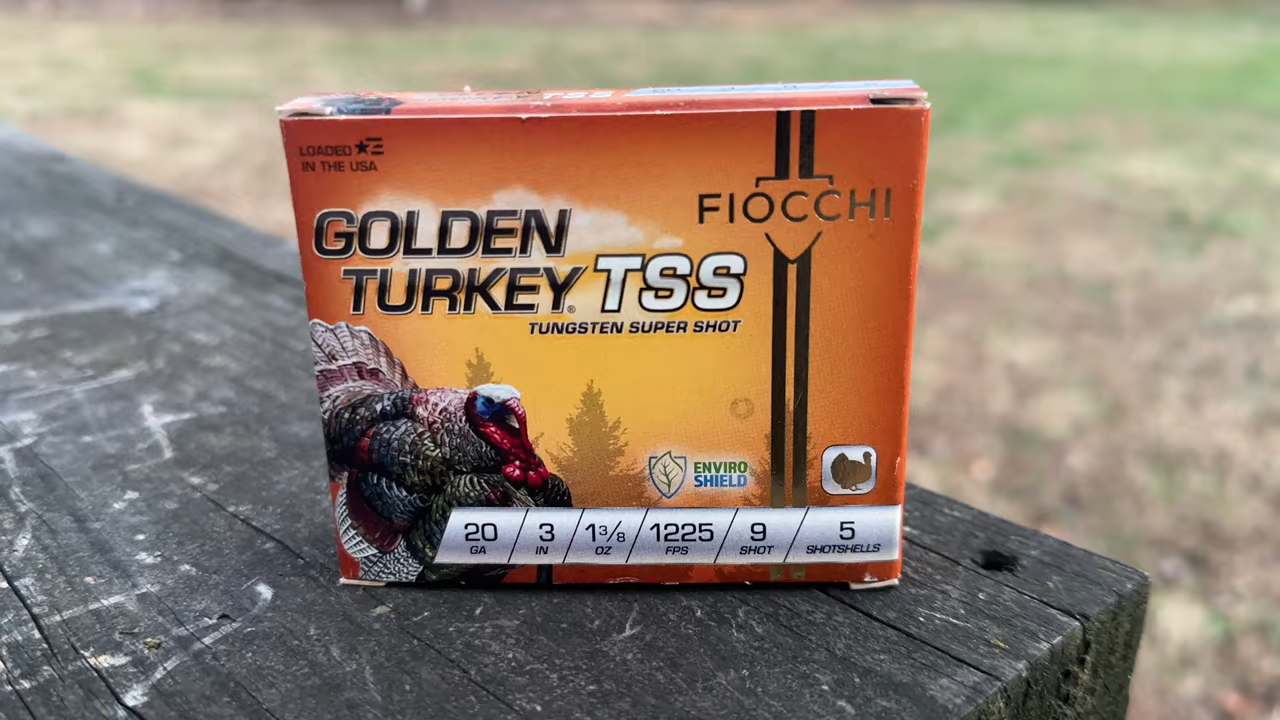 TSS
LOADED
IN THE USA
FIOCCHI
GOLDEN
TURKEY® TSS
TUNGSTEN SUPER SHOT
ENVIRO
SHIELD
20 3 1 3/8 1225 9 5
GA IN OZ FPS SHOT SHOTSHELLS